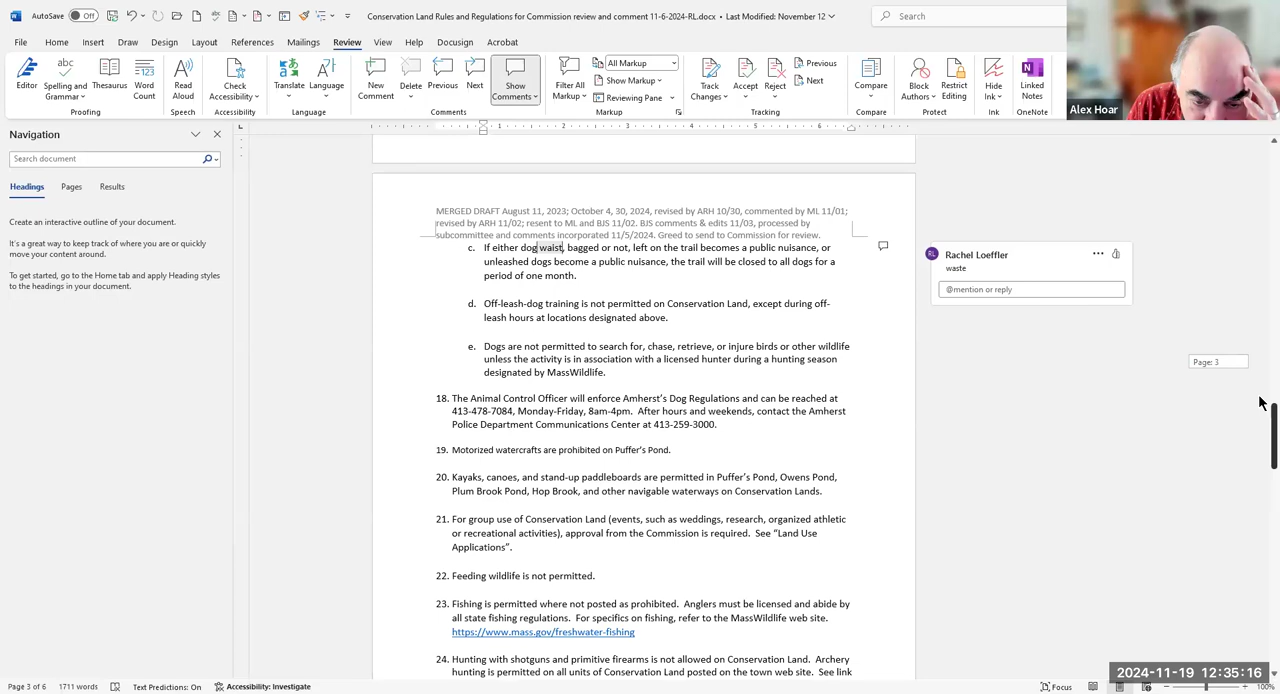 AutoSave Off Conservation Land Rules and Regulations for Commission review and comment 11-6-2024-RL.docx • Last Modified: November 12 Search
File Home Insert Draw Design Layout References Mailings Review View Help Docusign Acrobat
Editor Spelling and Grammar Thesaurus Word Count Read Aloud Check Accessibility Translate Language New Comment Delete Previous Next Show Comments Filter All Markup All Markup Show Markup Reviewing Pane Track Changes Accept Reject Previous Next Compare Block Authors Restrict Editing Hide Ink Linked Notes
Proofing Speech Accessibility Language Comments Markup Tracking Changes Compare Protect Ink OneNote
Alex Hoar
Navigation
Search document
Headings Pages Results
Create an interactive outline of your document.
It's a great way to keep track of where you are or quickly
move your content around.
To get started, go to the Home tab and apply Heading styles
to the headings in your document.
MERGED DRAFT August 11, 2023; October 4, 30, 2024, revised by ARH 10/30, commented by ML 11/01;
revised by ARH 11/02; resent to ML and BJS 11/02. BJS comments & edits 11/03, processed by
subcommittee and comments incorporated 11/5/2024. Greed to send to Commission for review.
c. If either dog waist, bagged or not, left on the trail becomes a public nuisance, or
unleashed dogs become a public nuisance, the trail will be closed to all dogs for a
period of one month.
d. Off-leash-dog training is not permitted on Conservation Land, except during off-
leash hours at locations designated above.
e. Dogs are not permitted to search for, chase, retrieve, or injure birds or other wildlife
unless the activity is in association with a licensed hunter during a hunting season
designated by MassWildlife.
18. The Animal Control Officer will enforce Amherst's Dog Regulations and can be reached at
413-478-7084, Monday-Friday, 8am-4pm. After hours and weekends, contact the Amherst
Police Department Communications Center at 413-259-3000.
19. Motorized watercrafts are prohibited on Puffer's Pond.
20. Kayaks, canoes, and stand-up paddleboards are permitted in Puffer's Pond, Owens Pond,
Plum Brook Pond, Hop Brook, and other navigable waterways on Conservation Lands.
21. For group use of Conservation Land (events, such as weddings, research, organized athletic
or recreational activities), approval from the Commission is required. See "Land Use
Applications".
22. Feeding wildlife is not permitted.
23. Fishing is permitted where not posted as prohibited. Anglers must be licensed and abide by
all state fishing regulations. For specifics on fishing, refer to the MassWildlife web site.
https://www.mass.gov/freshwater-fishing
24. Hunting with shotguns and primitive firearms is not allowed on Conservation Land. Archery
hunting is permitted on all units of Conservation Land posted on the town web site. See link
RL Rachel Loeffler
waste
@mention or reply
Page: 3
2024-11-19 12:35:16
Page 3 of 6 1711 words Text Predictions: On Accessibility: Investigate Focus 100%